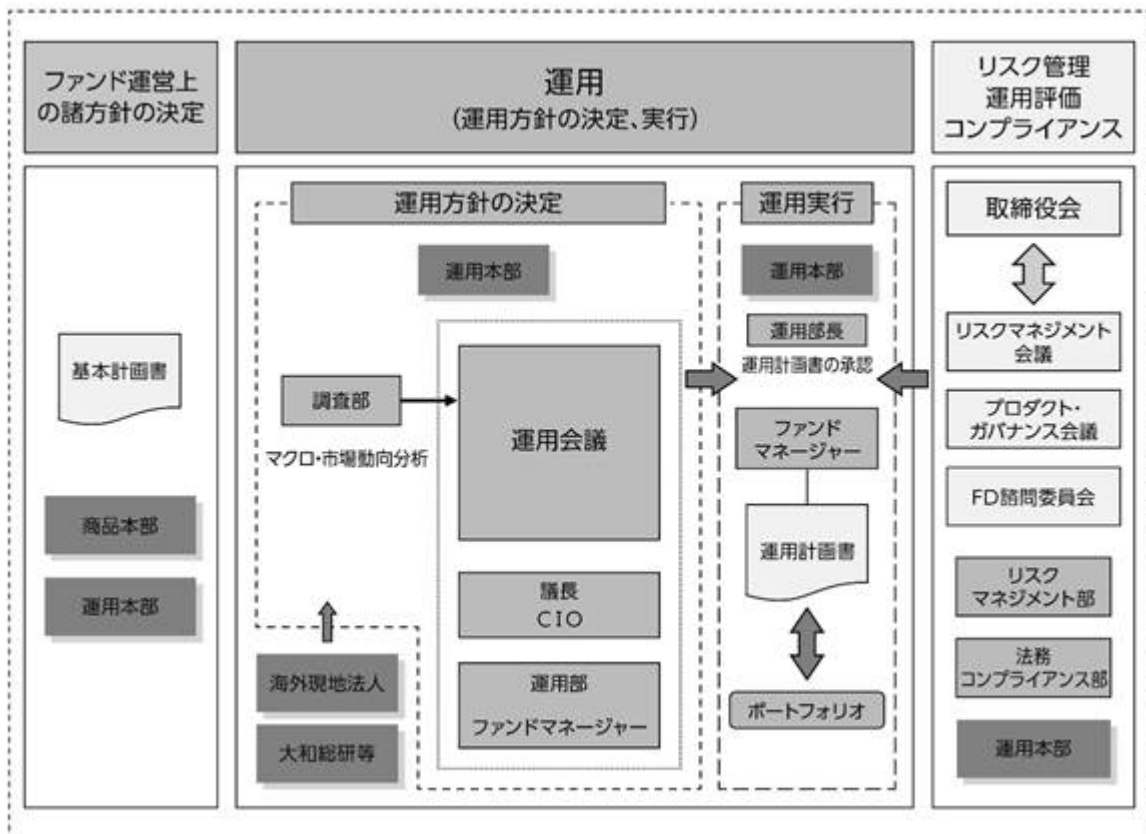 ファンド運営上
の諸方針の決定
運用
(運用方針の決定、実行)
リスク管理
運用評価
コンプライアンス
基本計画書
商品本部
運用本部
運用方針の決定
運用本部
調査部
マクロ・市場動向分析
運用会議
議長
CIO
運用部
ファンドマネージャー
海外現地法人
大和総研等
運用実行
運用本部
運用部長
運用計画書の承認
ファンド
マネージャー
運用計画書
ポートフォリオ
取締役会
リスクマネジメント
会議
プロダクト・
ガバナンス会議
FD諮問委員会
リスク
マネジメント部
法務
コンプライアンス部
運用本部